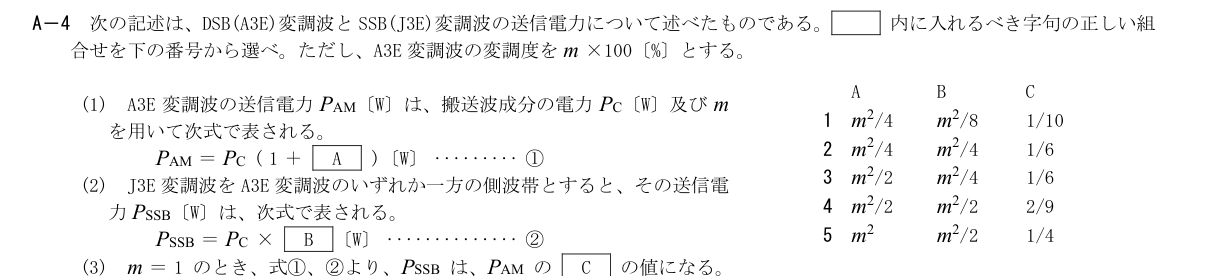 A－4 次の記述は、DSB(A3E)変調波と SSB(J3E)変調波の送信電力について述べたものである。 内に入れるべき字句の正しい組
合せを下の番号から選べ。ただし、A3E 変調波の変調度を m ×100〔%〕とする。
(1) A3E 変調波の送信電力 PAM〔W〕は、搬送波成分の電力 PC〔W〕及び m
を用いて次式で表される。
PAM = PC ( 1 + A )〔W〕 ········· ①
(2) J3E 変調波を A3E 変調波のいずれか一方の側波帯とすると、その送信電
力 PSSB〔W〕は、次式で表される。
PSSB = PC × B〔W〕 ·············· ②
(3) m = 1 のとき、式①、②より、PSSB は、PAM の C の値になる。
A B C
1 m²/4 m²/8 1/10
2 m²/4 m²/4 1/6
3 m²/2 m²/4 1/6
4 m²/2 m²/2 2/9
5 m² m²/2 1/4